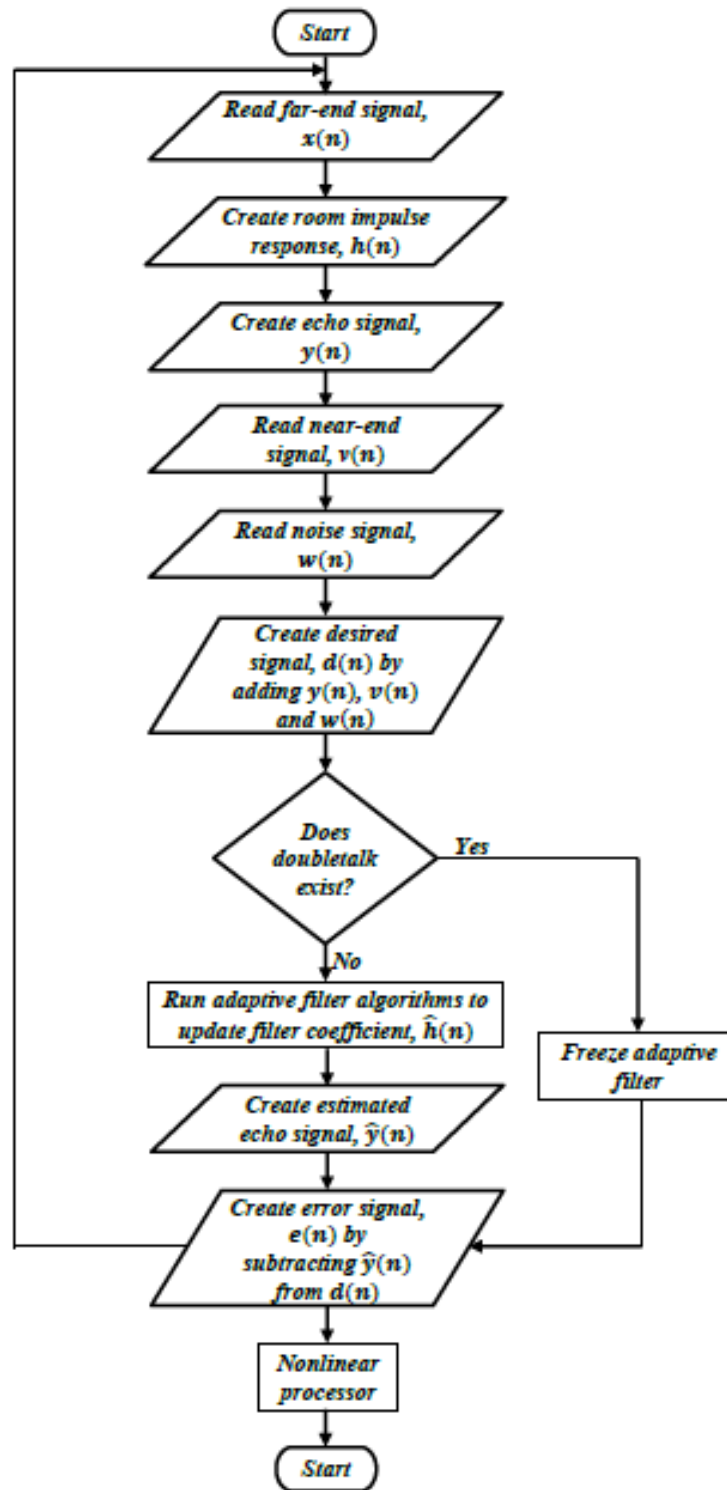 Start
Read far-end signal,
x(n)
Create room impulse
response, h(n)
Create echo signal,
y(n)
Read near-end
signal, v(n)
Read noise signal,
w(n)
Create desired
signal, d(n) by
adding y(n), v(n)
and w(n)
Does
doubletalk
exist?
Yes
No
Run adaptive filter algorithms to
update filter coefficient, ĥ(n)
Freeze adaptive
filter
Create estimated
echo signal, ŷ(n)
Create error signal,
e(n) by
subtracting ŷ(n)
from d(n)
Nonlinear
processor
Start